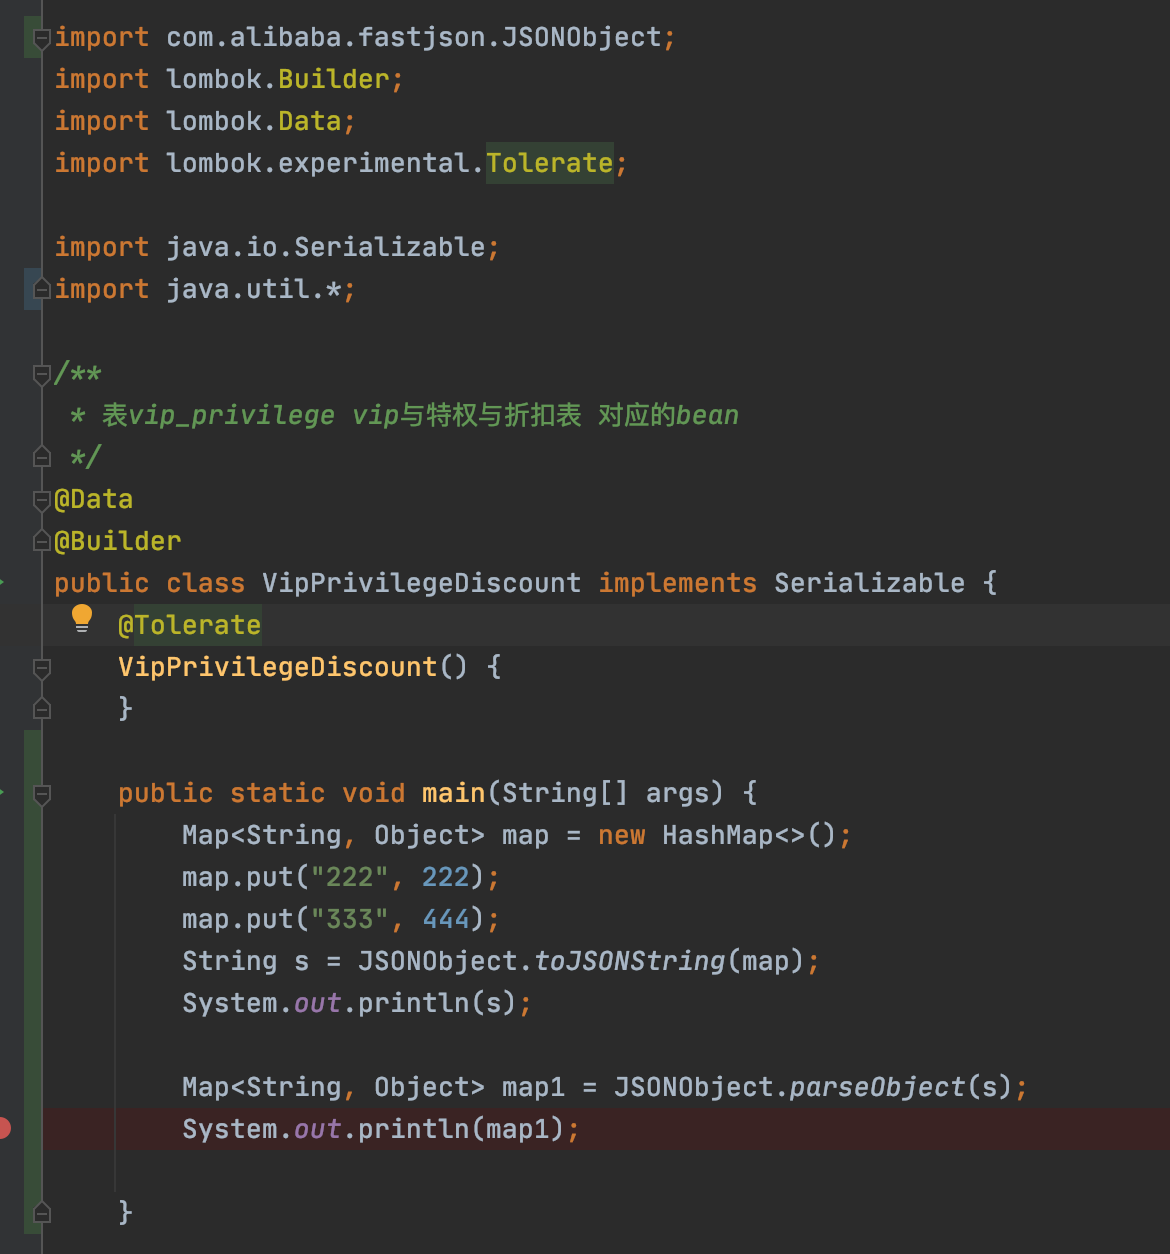 import com.alibaba.fastjson.JSONObject;
import lombok.Builder;
import lombok.Data;
import lombok.experimental.Tolerate;
import java.io.Serializable;
import java.util.*;
/**
 * 表vip_privilege vip与特权与折扣表 对应的bean
 */
@Data
@Builder
public class VipPrivilegeDiscount implements Serializable {
    @Tolerate
    VipPrivilegeDiscount() {
    }
    public static void main(String[] args) {
        Map<String, Object> map = new HashMap<>();
        map.put("222", 222);
        map.put("333", 444);
        String s = JSONObject.toJSONString(map);
        System.out.println(s);
        Map<String, Object> map1 = JSONObject.parseObject(s);
        System.out.println(map1);
    }